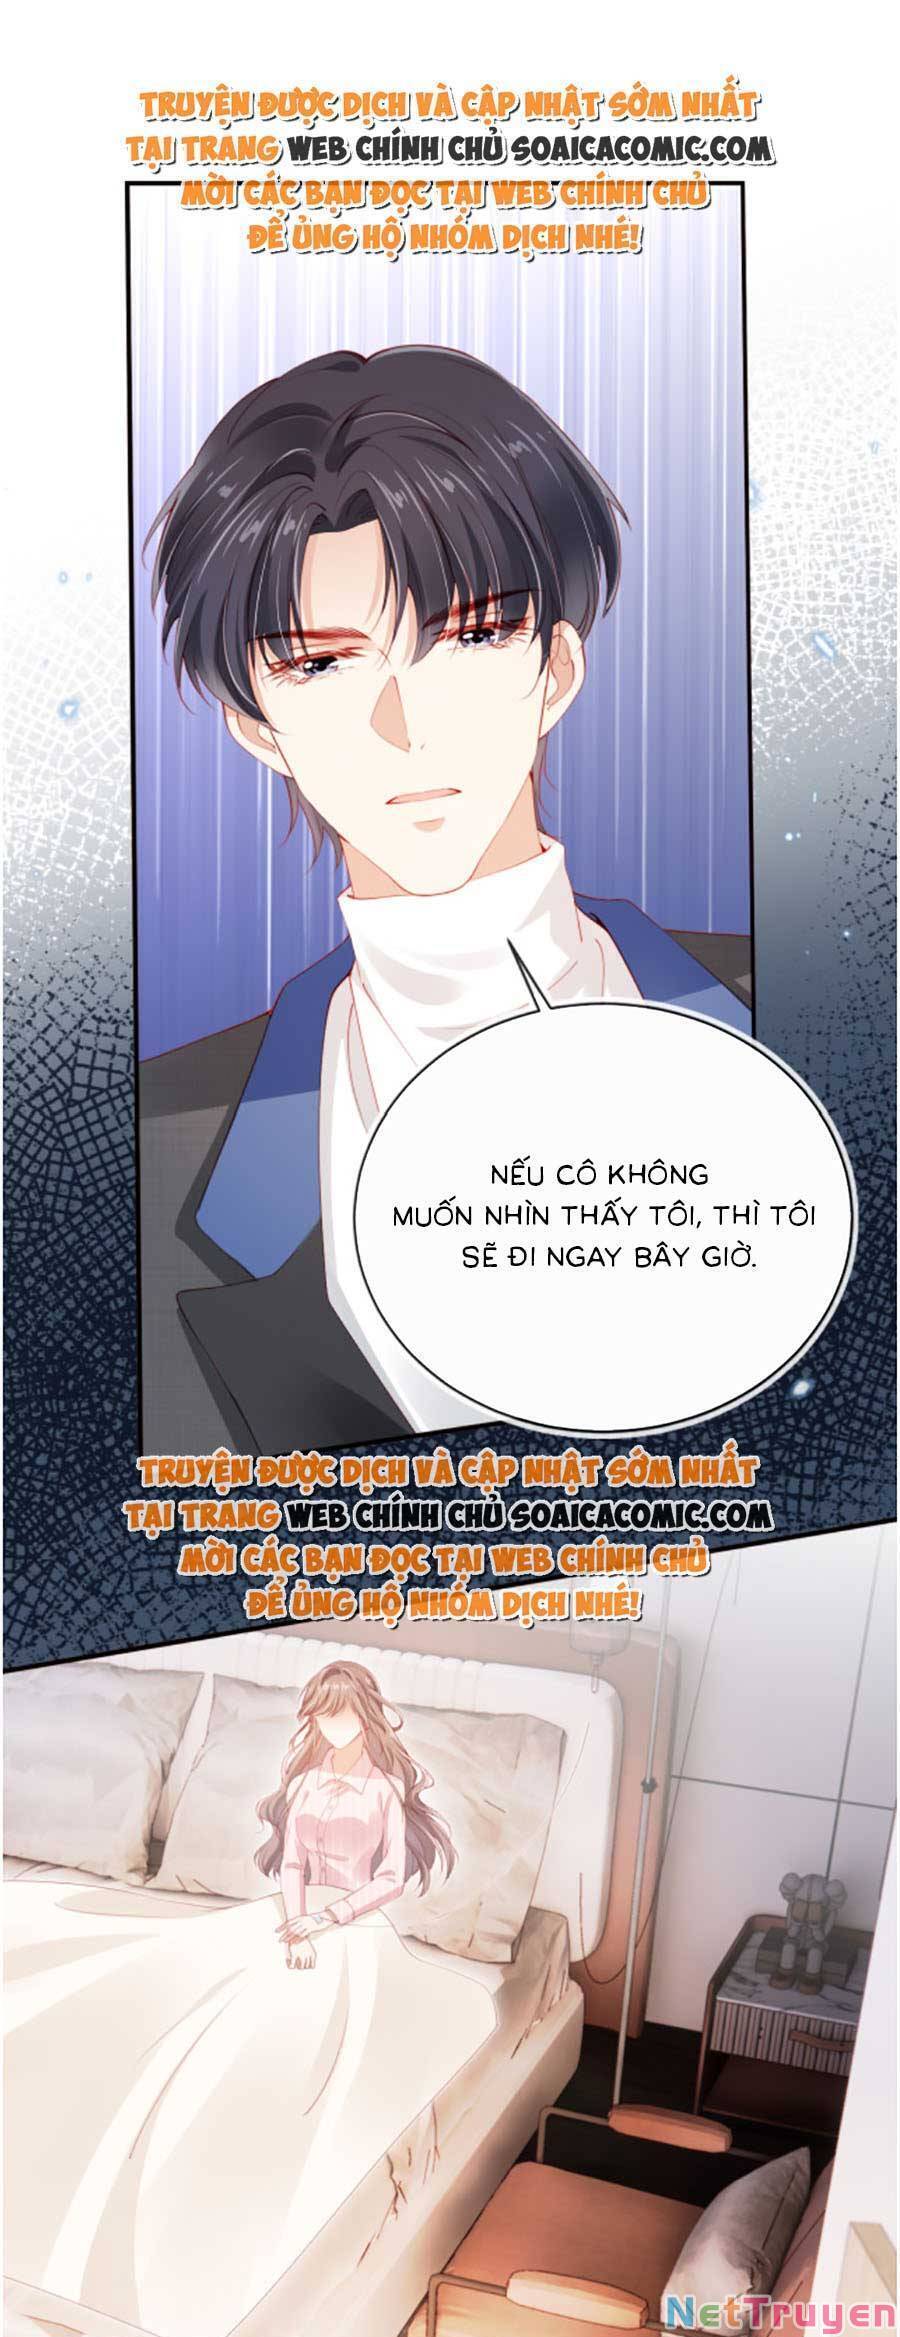 TRUYỆN ĐƯỢC DỊCH VÀ CẬP NHẬT SỚM NHẤT
TẠI TRANG WEB CHÍNH CHỦ SOAICACOMIC.COM
MỜI CÁC BẠN ĐỌC TẠI WEB CHÍNH CHỦ
ĐỂ ỦNG HỘ NHÓM DỊCH NHÉ!
NẾU CÔ KHÔNG
MUỐN NHÌN THẤY TÔI, THÌ TÔI
SẼ ĐI NGAY BÂY GIỜ.
TRUYỆN ĐƯỢC DỊCH VÀ CẬP NHẬT SỚM NHẤT
TẠI TRANG WEB CHÍNH CHỦ SOAICACOMIC.COM
MỜI CÁC BẠN ĐỌC TẠI WEB CHÍNH CHỦ
ĐỂ ỦNG HỘ NHÓM DỊCH NHÉ!
NetTruyen